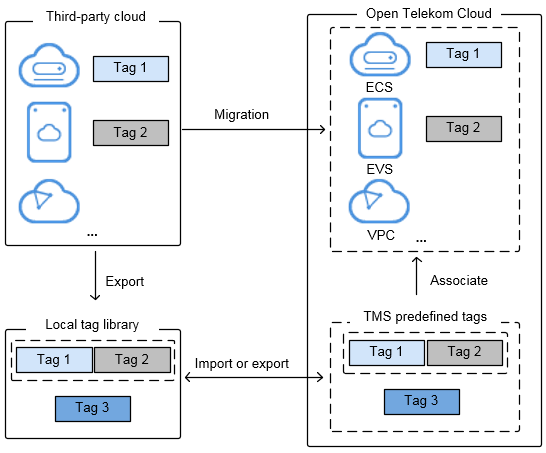 Third-party cloud
Tag 1
Tag 2
...
Migration
Open Telekom Cloud
ECS
Tag 1
EVS
Tag 2
VPC
...
Export
Associate
Local tag library
Tag 1
Tag 2
Tag 3
Import or export
TMS predefined tags
Tag 1
Tag 2
Tag 3